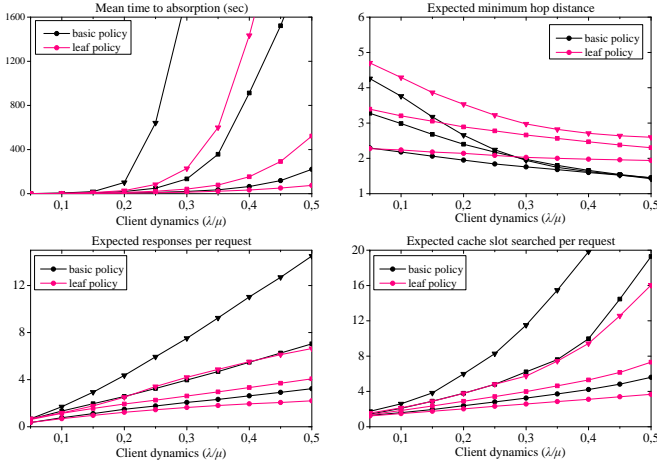 Mean time to absorption (sec)
1600
1200
800
400
0
basic policy
leaf policy
0,1 0,2 0,3 0,4 0,5
Client dynamics (λ/μ)
Expected minimum hop distance
6
5
4
3
2
1
basic policy
leaf policy
0,1 0,2 0,3 0,4 0,5
Client dynamics (λ/μ)
Expected responses per request
12
8
4
0
basic policy
leaf policy
0,1 0,2 0,3 0,4 0,5
Client dynamics (λ/μ)
Expected cache slot searched per request
20
16
12
8
4
0
basic policy
leaf policy
0,1 0,2 0,3 0,4 0,5
Client dynamics (λ/μ)